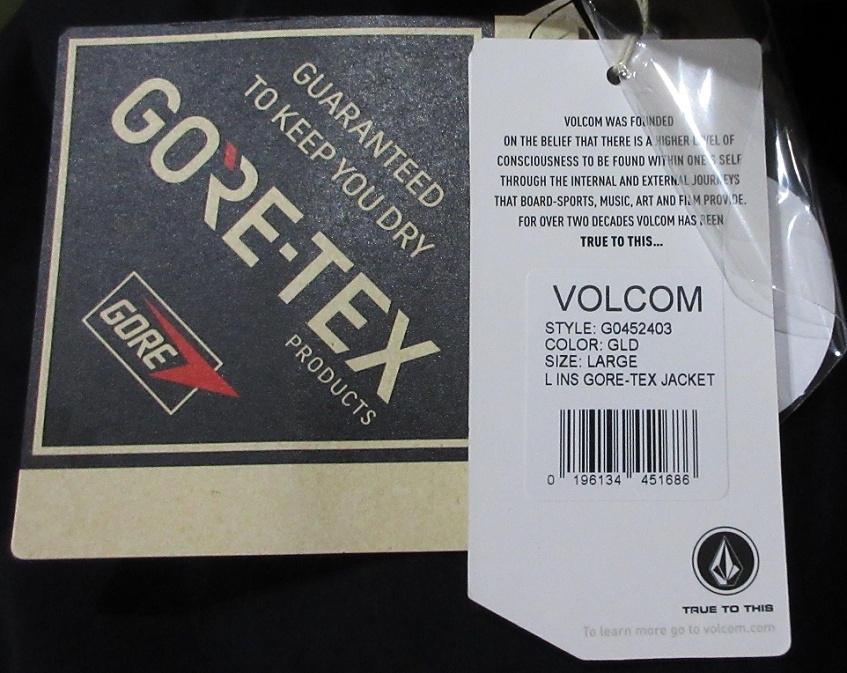 GUARANTEED
TO KEEP YOU DRY
GORE-TEX
PRODUCTS
GORE
VOLCOM WAS FOUNDED
ON THE BELIEF THAT THERE IS A HIGHER LEVEL OF
CONSCIOUSNESS TO BE FOUND WITHIN ONE'S SELF
THROUGH THE INTERNAL AND EXTERNAL JOURNEYS
THAT BOARD-SPORTS, MUSIC, ART AND FILM PROVIDE.
FOR OVER TWO DECADES VOLCOM HAS BEEN
TRUE TO THIS...
VOLCOM
STYLE: G0452403
COLOR: GLD
SIZE: LARGE
L INS GORE-TEX JACKET
0 196134 451686
TRUE TO THIS
To learn more go to volcom.com